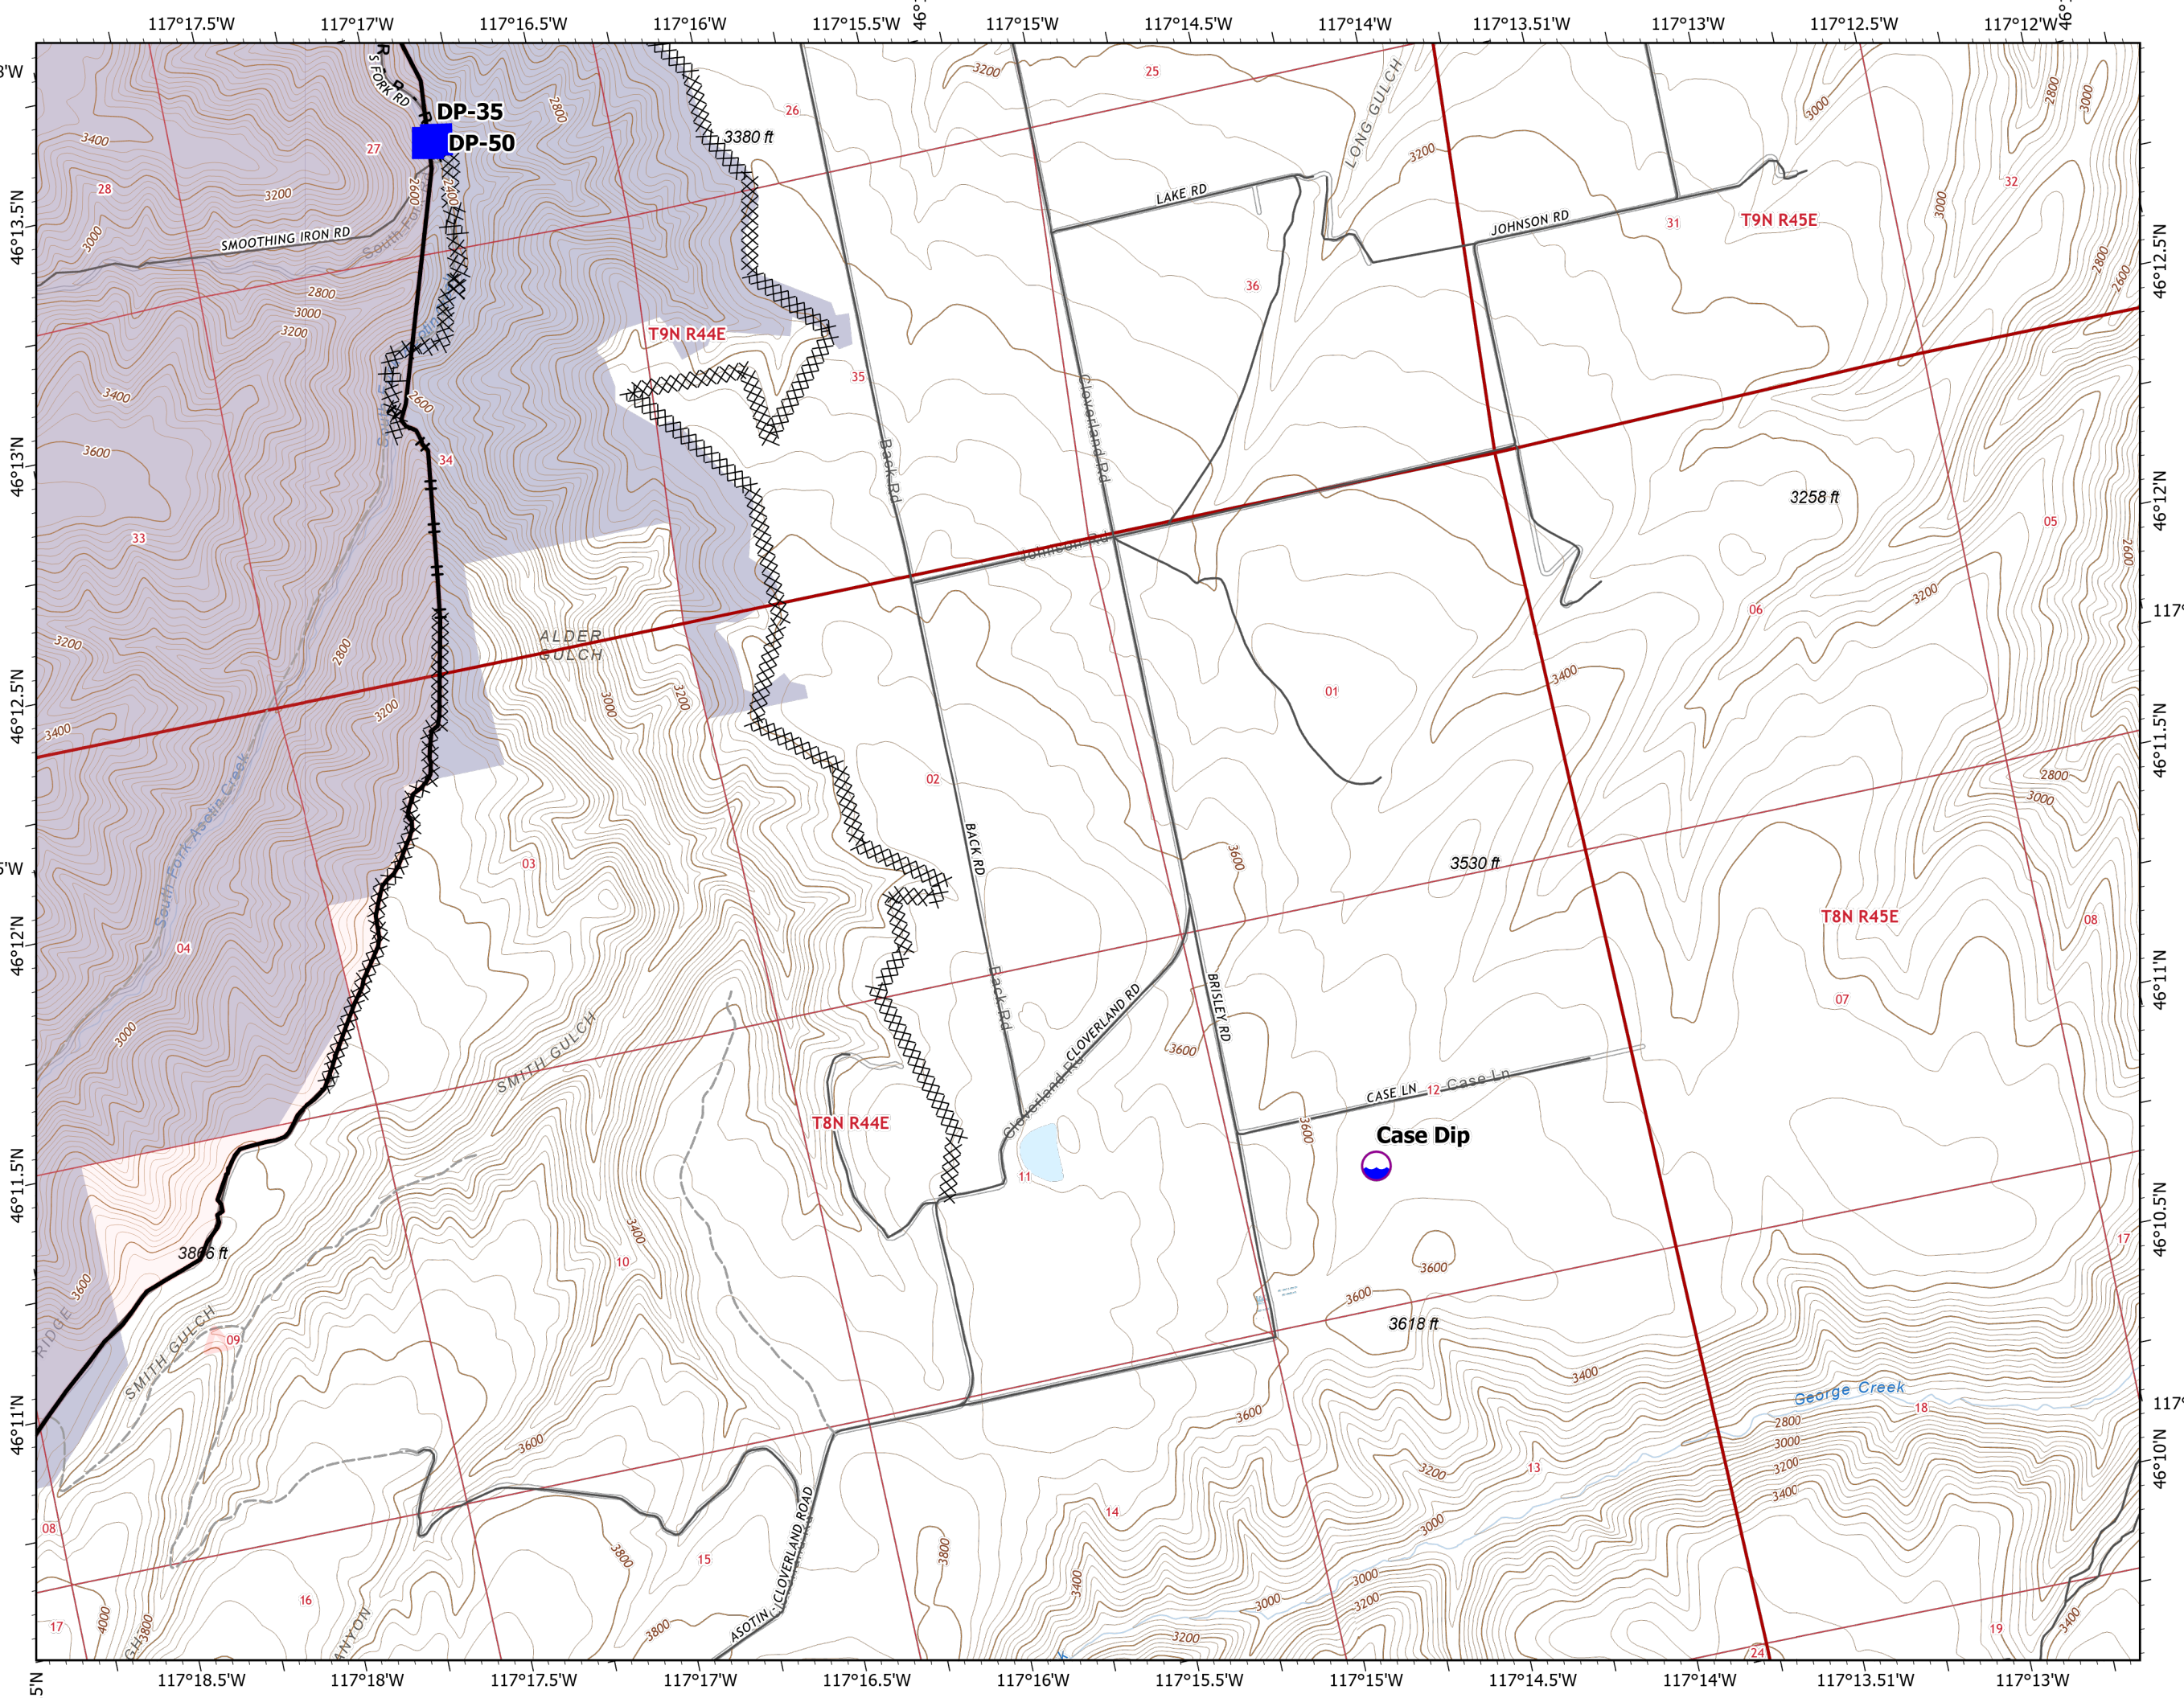 117°17.5'W
117°17'W
117°16.5'W
117°16'W
117°15.5'W
117°15'W
117°14.5'W
117°14'W
117°13.51'W
117°13'W
117°12.5'W
117°12'W
S FORK RD
DP-35
DP-50
3380 ft
3200
25
26
27
28
3400
3200
3000
2800
2600
2400
LONG GULCH
3200
3000
2800
3000
32
31
T9N R45E
LAKE RD
JOHNSON RD
SMOOTHING IRON RD
46°13.5'N
46°12.5'N
2800
3000
3200
3000
2800
2600
36
T9N R44E
35
3400
2600
3600
34
33
Cloverland Rd
Back Rd
46°13'N
46°12'N
3258 ft
05
2600
Johnson Rd
3200
06
ALDER
GULCH
3200
2800
3000
3200
3200
3400
3400
01
46°12.5'N
46°11.5'N
02
2800
3000
BACK RD
3600
3530 ft
03
South Fork Asotin Creek
04
T8N R45E
08
07
46°12'N
46°11'N
3000
Back Rd
CLOVERLAND RD
Cloverland Rd
BRISLEY RD
3600
SMITH GULCH
CASE LN
12
Case Ln
T8N R44E
3600
Case Dip
11
46°11.5'N
46°10.5'N
3400
10
3866 ft
3600
17
3600
3600
3618 ft
RIDGE
SMITH GULCH
09
3400
George Creek
18
2800
3000
3200
3400
46°11'N
46°10'N
3600
3600
3200
13
14
3000
08
ASOTIN - CLOVERLAND ROAD
3800
15
3800
3400
3000
3000
3200
3200
16
17
4000
3800
3800
19
3400
24
5'N
117°18.5'W
117°18'W
117°17.5'W
117°17'W
117°16.5'W
117°16'W
117°15.5'W
117°15'W
117°14.5'W
117°14'W
117°13.51'W
117°13'W